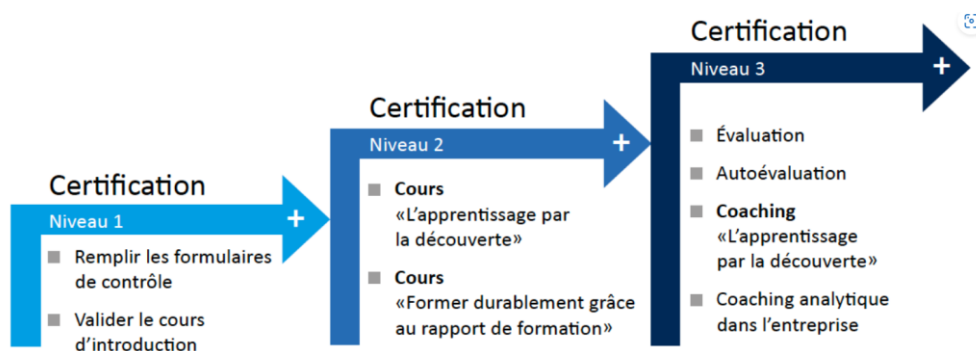 Certification
Niveau 1
+
Remplir les formulaires
de contrôle
Valider le cours
d'introduction
Certification
Niveau 2
+
Cours
«L'apprentissage par
la découverte»
Cours
«Former durablement grâce
au rapport de formation»
Certification
Niveau 3
+
Évaluation
Autoévaluation
Coaching
«L'apprentissage
par la découverte»
Coaching analytique
dans l'entreprise